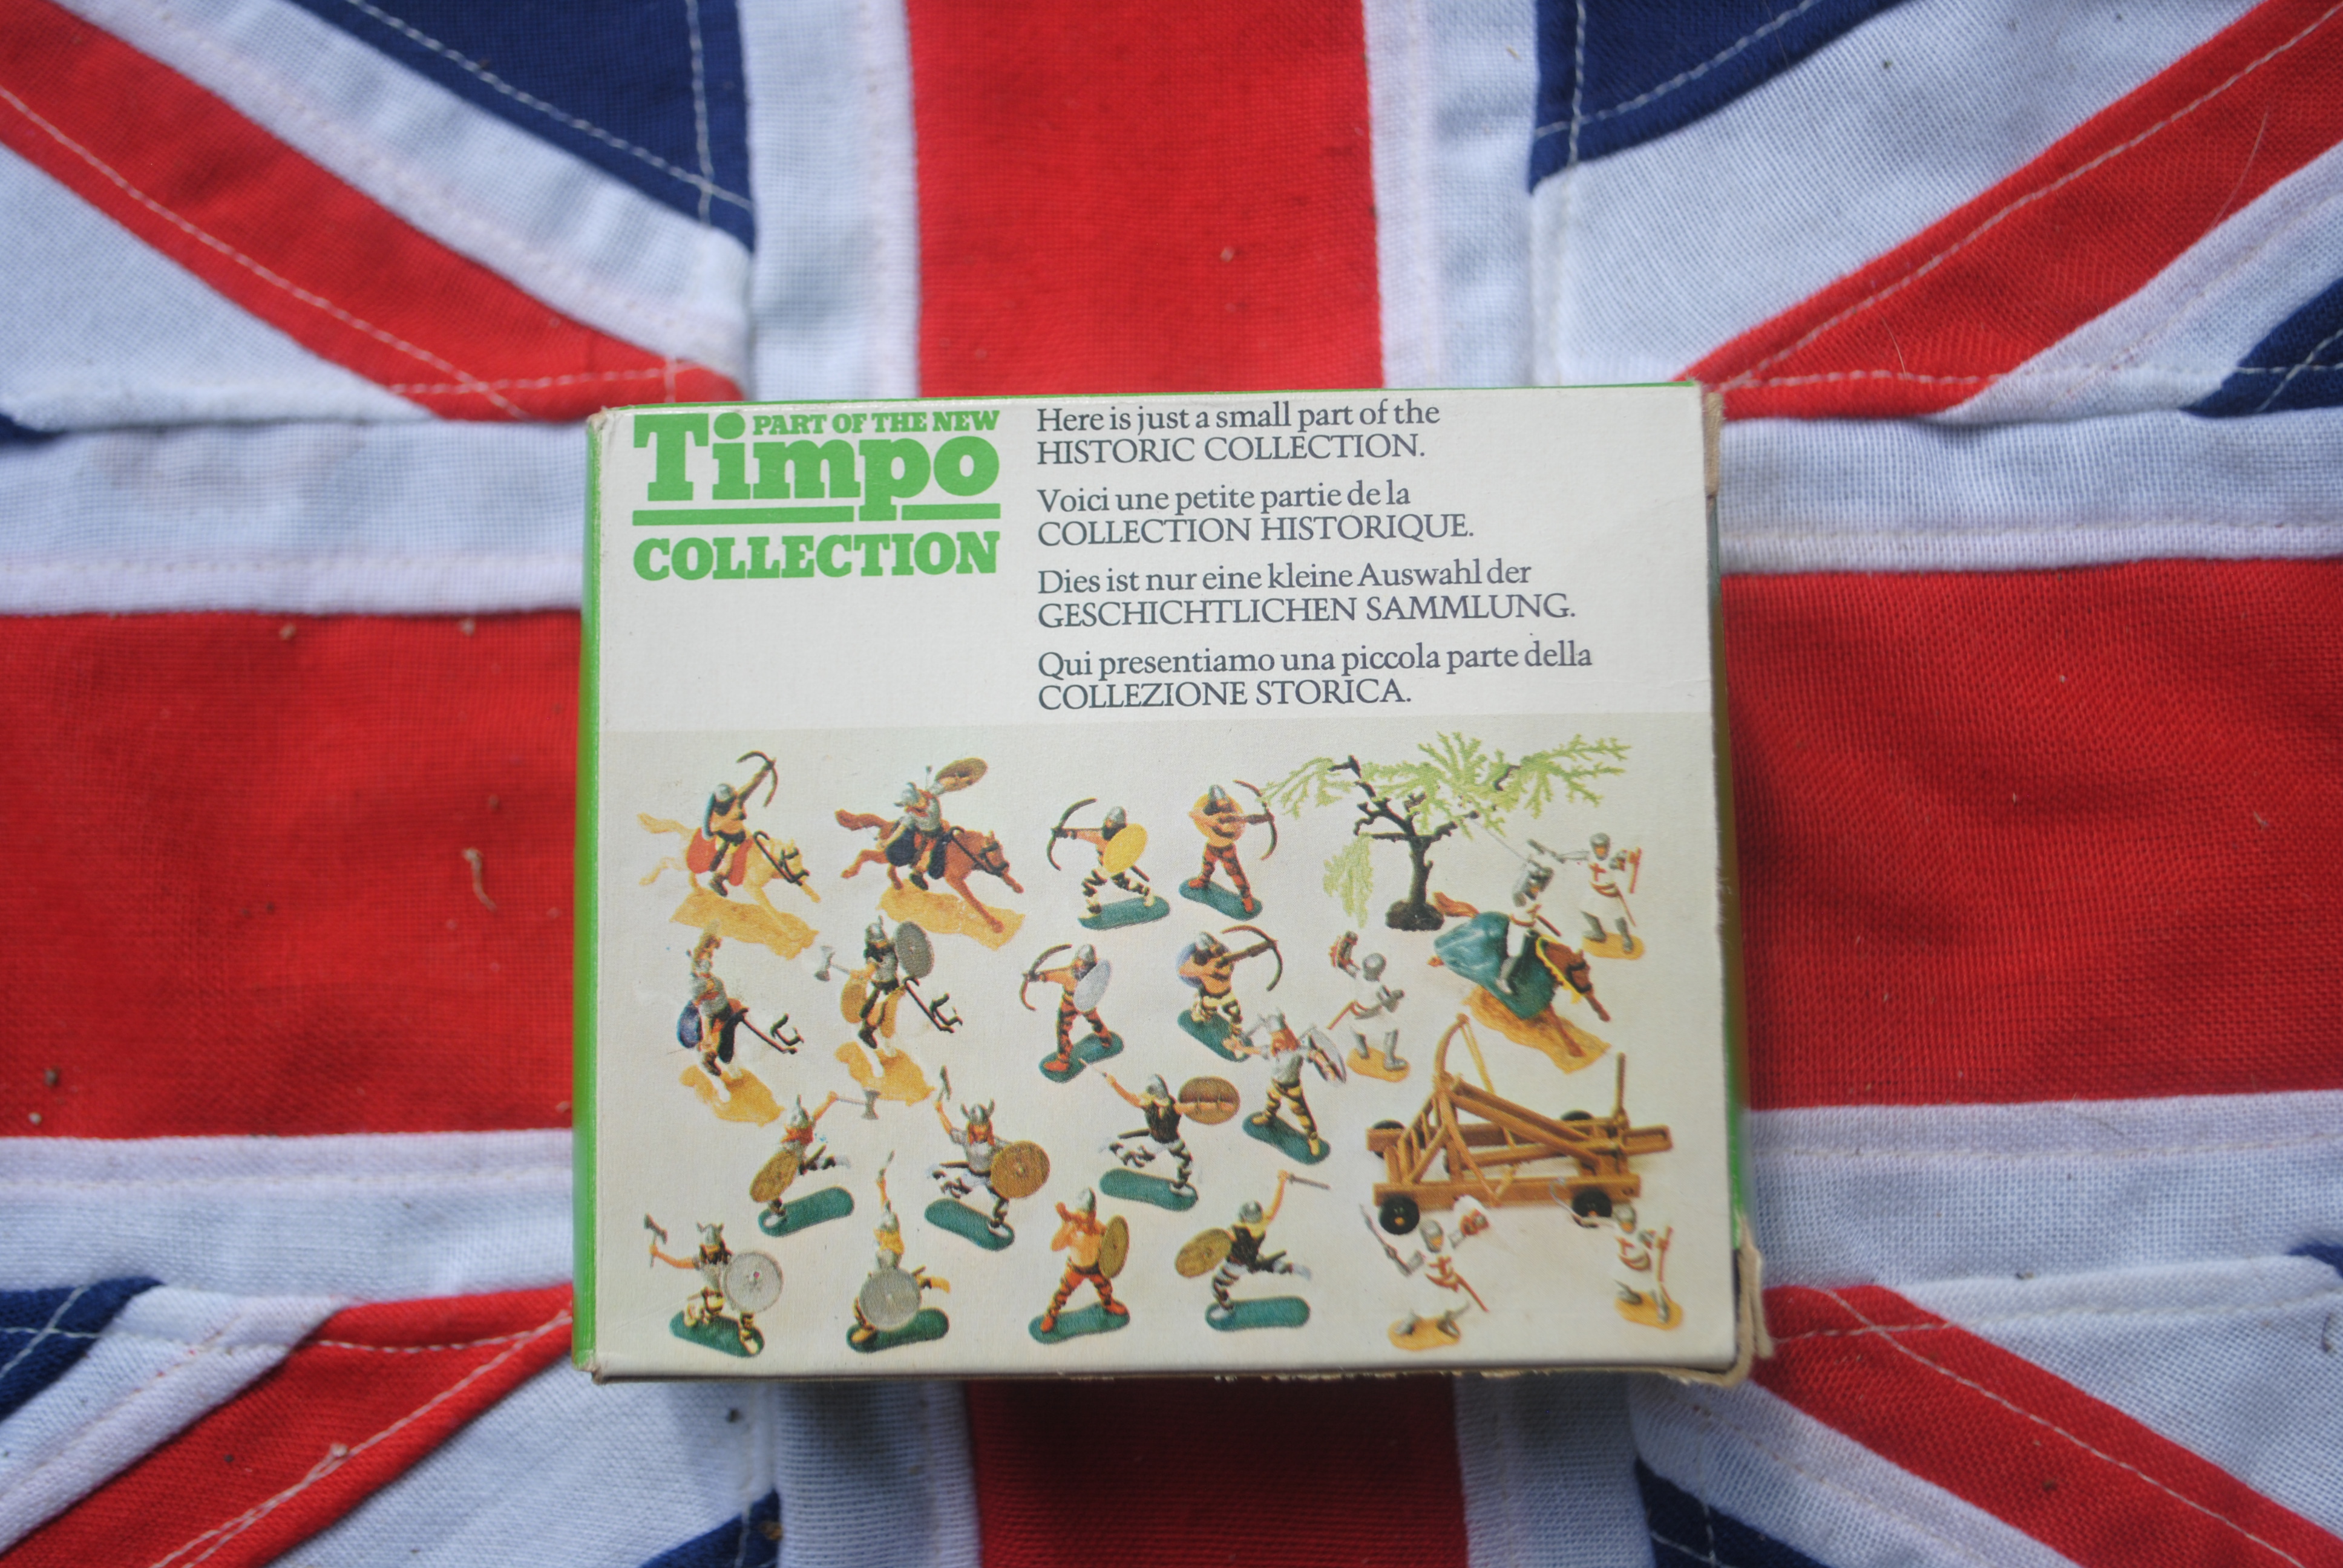 PART OF THE NEW
Timpo
COLLECTION
Here is just a small part of the
HISTORIC COLLECTION.
Voici une petite partie de la
COLLECTION HISTORIQUE.
Dies ist nur eine kleine Auswahl der
GESCHICHTLICHEN SAMMLUNG.
Qui presentiamo una piccola parte della
COLLEZIONE STORICA.